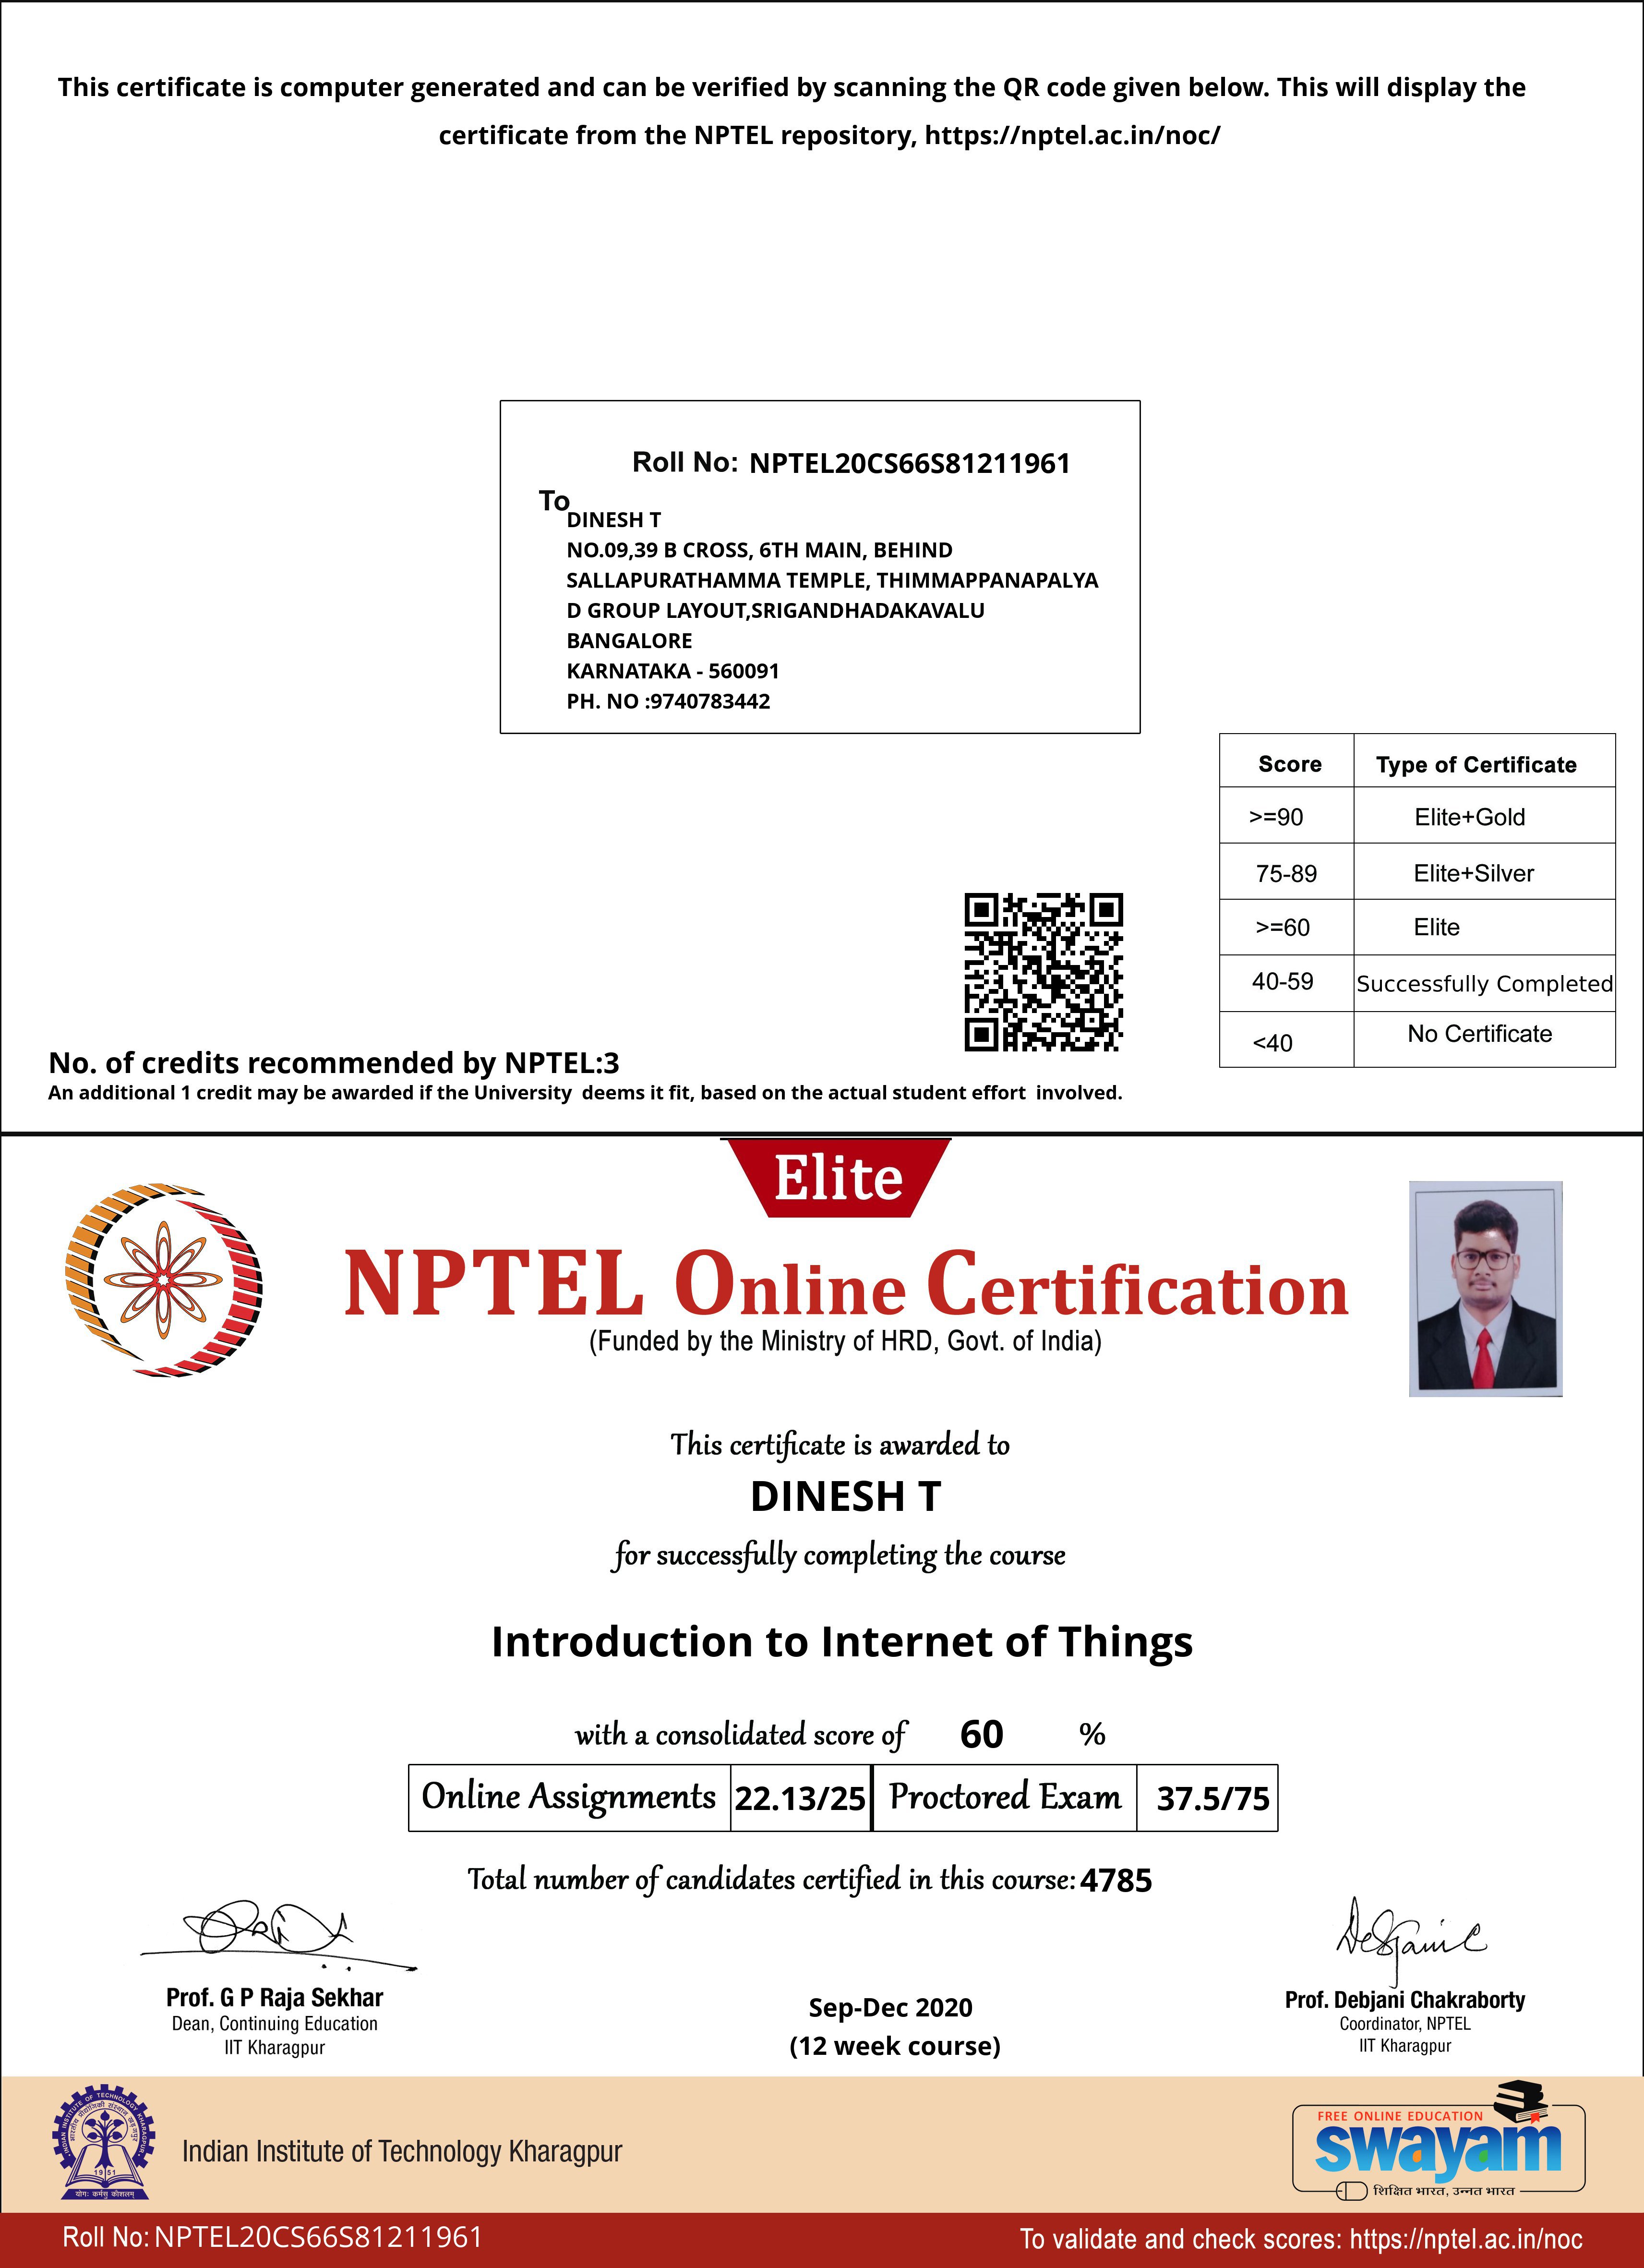 This certificate is computer generated and can be verified by scanning the QR code given below. This will display the
certificate from the NPTEL repository, https://nptel.ac.in/noc/
Roll No: NPTEL20CS66S81211961
To
DINESH T
NO.09,39 B CROSS, 6TH MAIN, BEHIND
SALLAPURATHAMMA TEMPLE, THIMMAPPANAPALYA
D GROUP LAYOUT,SRIGANDHADAKAVALU
BANGALORE
KARNATAKA - 560091
PH. NO :9740783442
Score Type of Certificate
>=90 Elite+Gold
75-89 Elite+Silver
>=60 Elite
40-59 Successfully Completed
<40 No Certificate
No. of credits recommended by NPTEL:3
An additional 1 credit may be awarded if the University deems it fit, based on the actual student effort involved.
Elite
NPTEL Online Certification
(Funded by the Ministry of HRD, Govt. of India)
This certificate is awarded to
DINESH T
for successfully completing the course
Introduction to Internet of Things
with a consolidated score of 60 %
Online Assignments 22.13/25 Proctored Exam 37.5/75
Total number of candidates certified in this course: 4785
Prof. G P Raja Sekhar
Dean, Continuing Education
IIT Kharagpur
Sep-Dec 2020
(12 week course)
Prof. Debjani Chakraborty
Coordinator, NPTEL
IIT Kharagpur
INDIAN INSTITUTE OF TECHNOLOGY KHARAGPUR
भारतीय प्रौद्योगिकी संस्थान खड़गपुर
1951
योगः कर्मसु कौशलम्
Indian Institute of Technology Kharagpur
FREE ONLINE EDUCATION
swayam
शिक्षित भारत, उन्नत भारत
Roll No: NPTEL20CS66S81211961
To validate and check scores: https://nptel.ac.in/noc